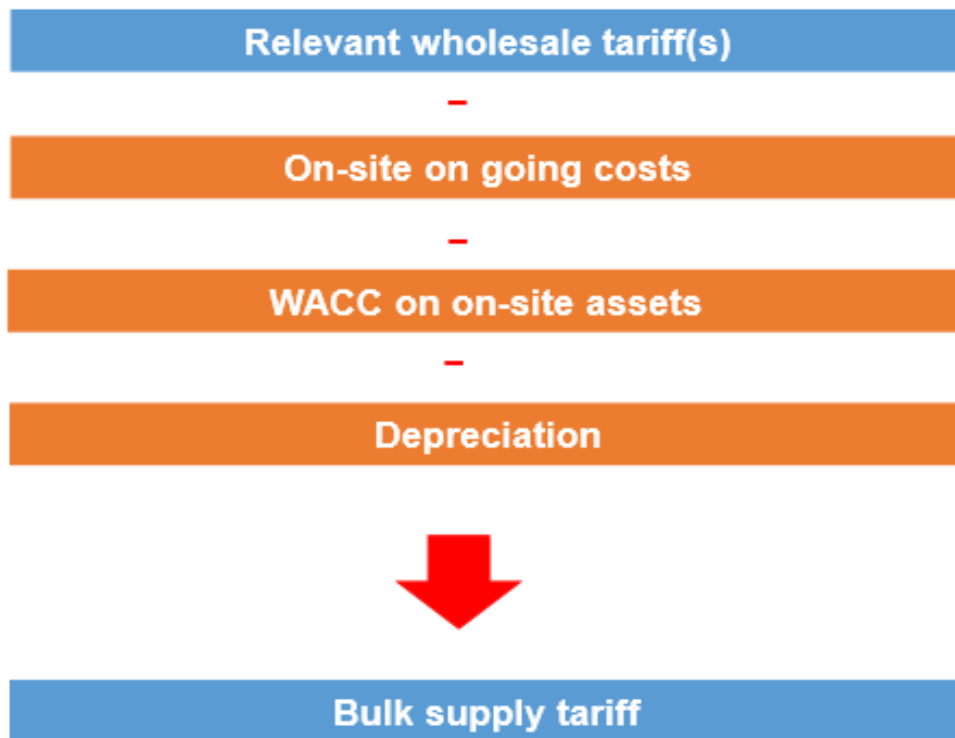 Relevant wholesale tariff(s)
–
On-site on going costs
–
WACC on on-site assets
–
Depreciation
Bulk supply tariff